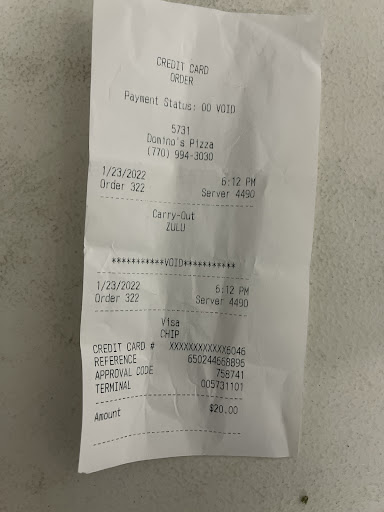 CREDIT CARD
ORDER
Payment Status: 00 VOID
5731
Domino's Pizza
(770) 994-3030
1/23/2022 6:12 PM
Order 322 Server 4490
Carry-Out
ZULU
***********VOID***********
1/23/2022 6:12 PM
Order 322 Server 4490
Visa
CHIP
CREDIT CARD # XXXXXXXXXXXX6046
REFERENCE 650244668896
APPROVAL CODE 758741
TERMINAL 005731101
Amount $20.00